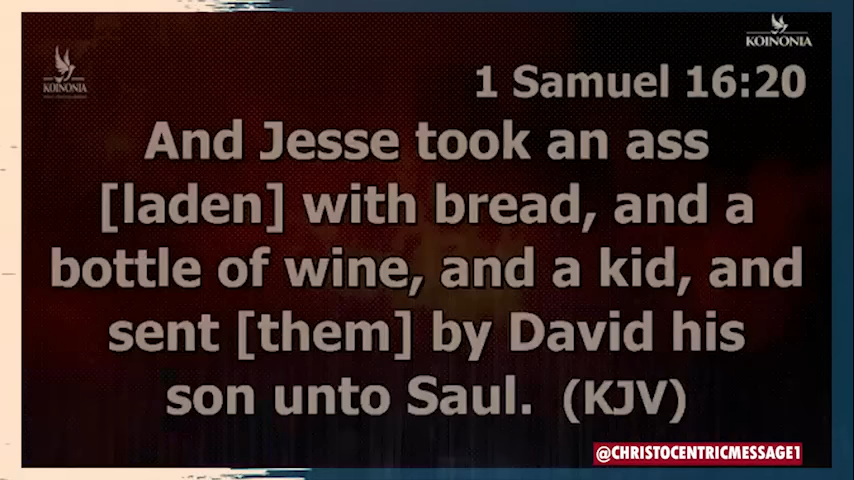 KOINONIA
KOINONIA
1 Samuel 16:20
And Jesse took an ass
[laden] with bread, and a
bottle of wine, and a kid, and
sent [them] by David his
son unto Saul. (KJV)
@CHRISTOCENTRICMESSAGE1